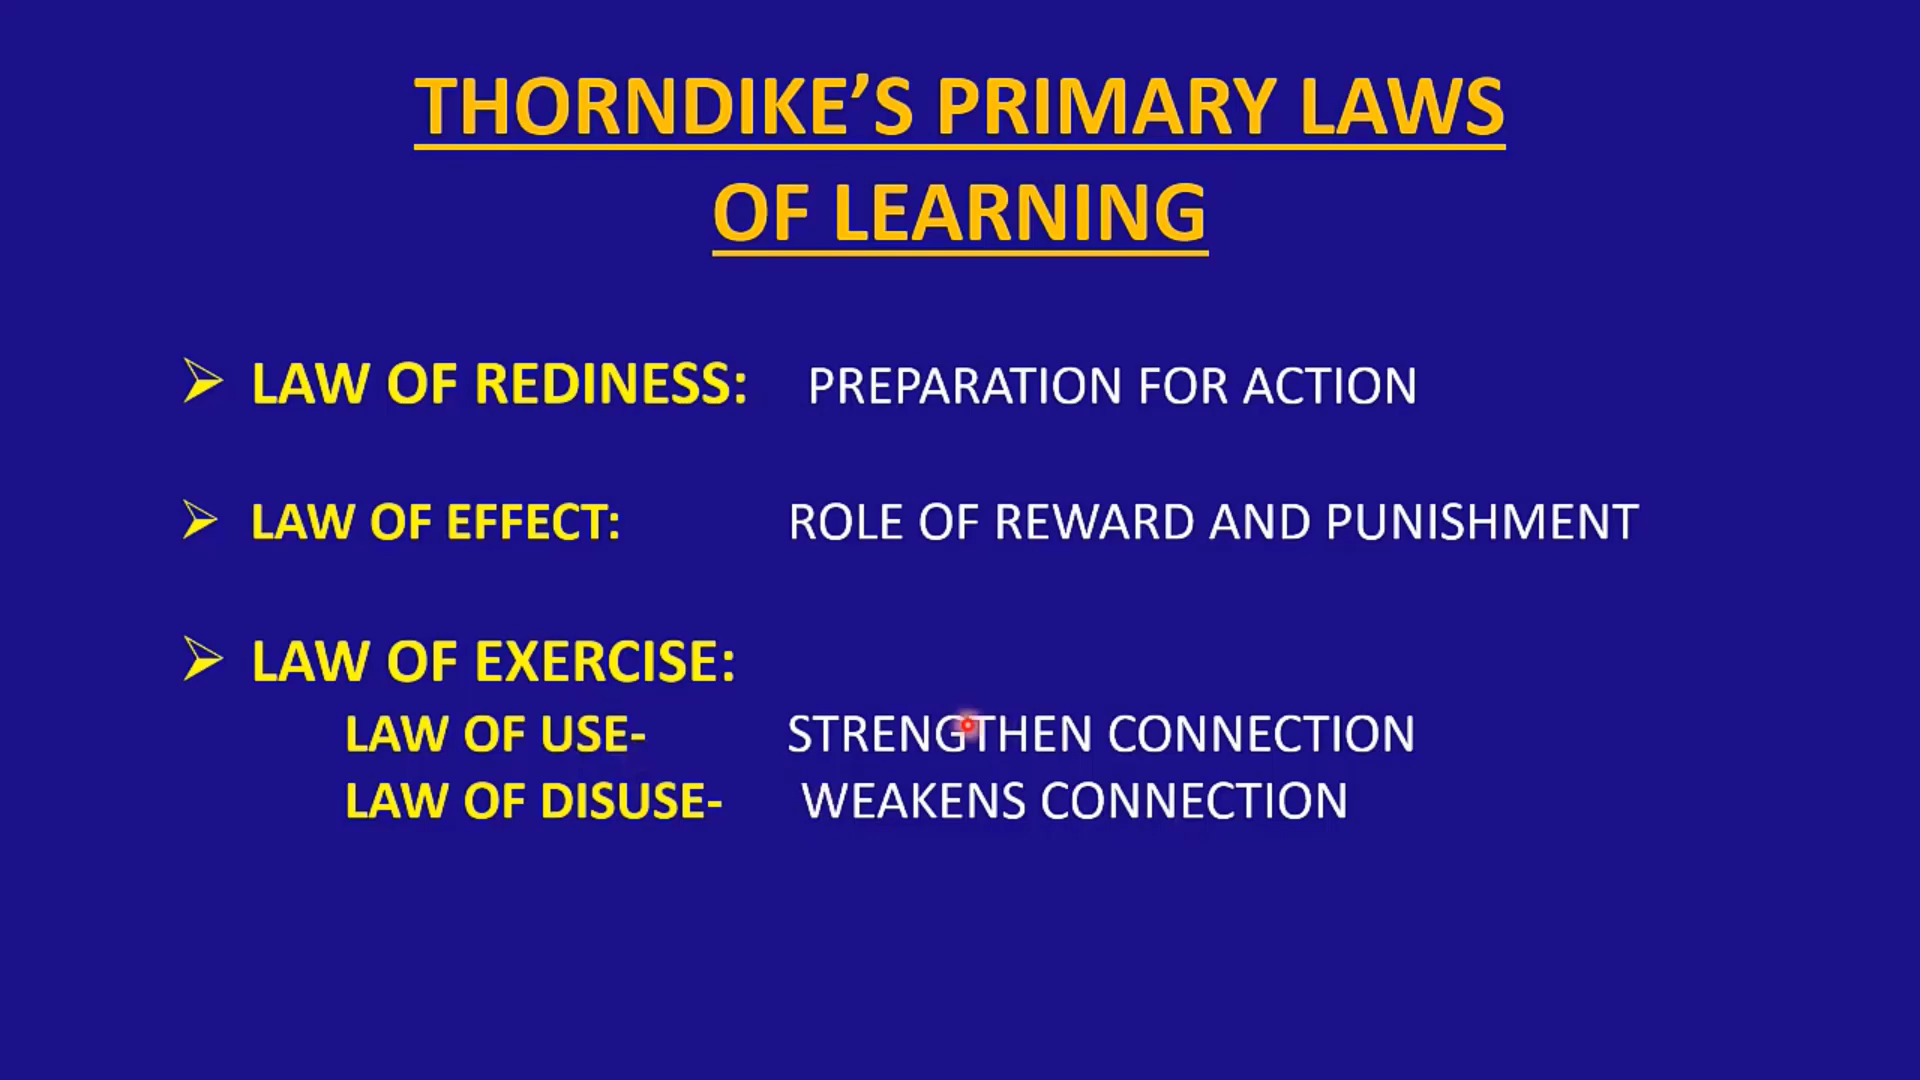 THORNDIKE’S PRIMARY LAWS
OF LEARNING
➢ LAW OF REDINESS: PREPARATION FOR ACTION
➢ LAW OF EFFECT: ROLE OF REWARD AND PUNISHMENT
➢ LAW OF EXERCISE:
LAW OF USE- STRENGTHEN CONNECTION
LAW OF DISUSE- WEAKENS CONNECTION